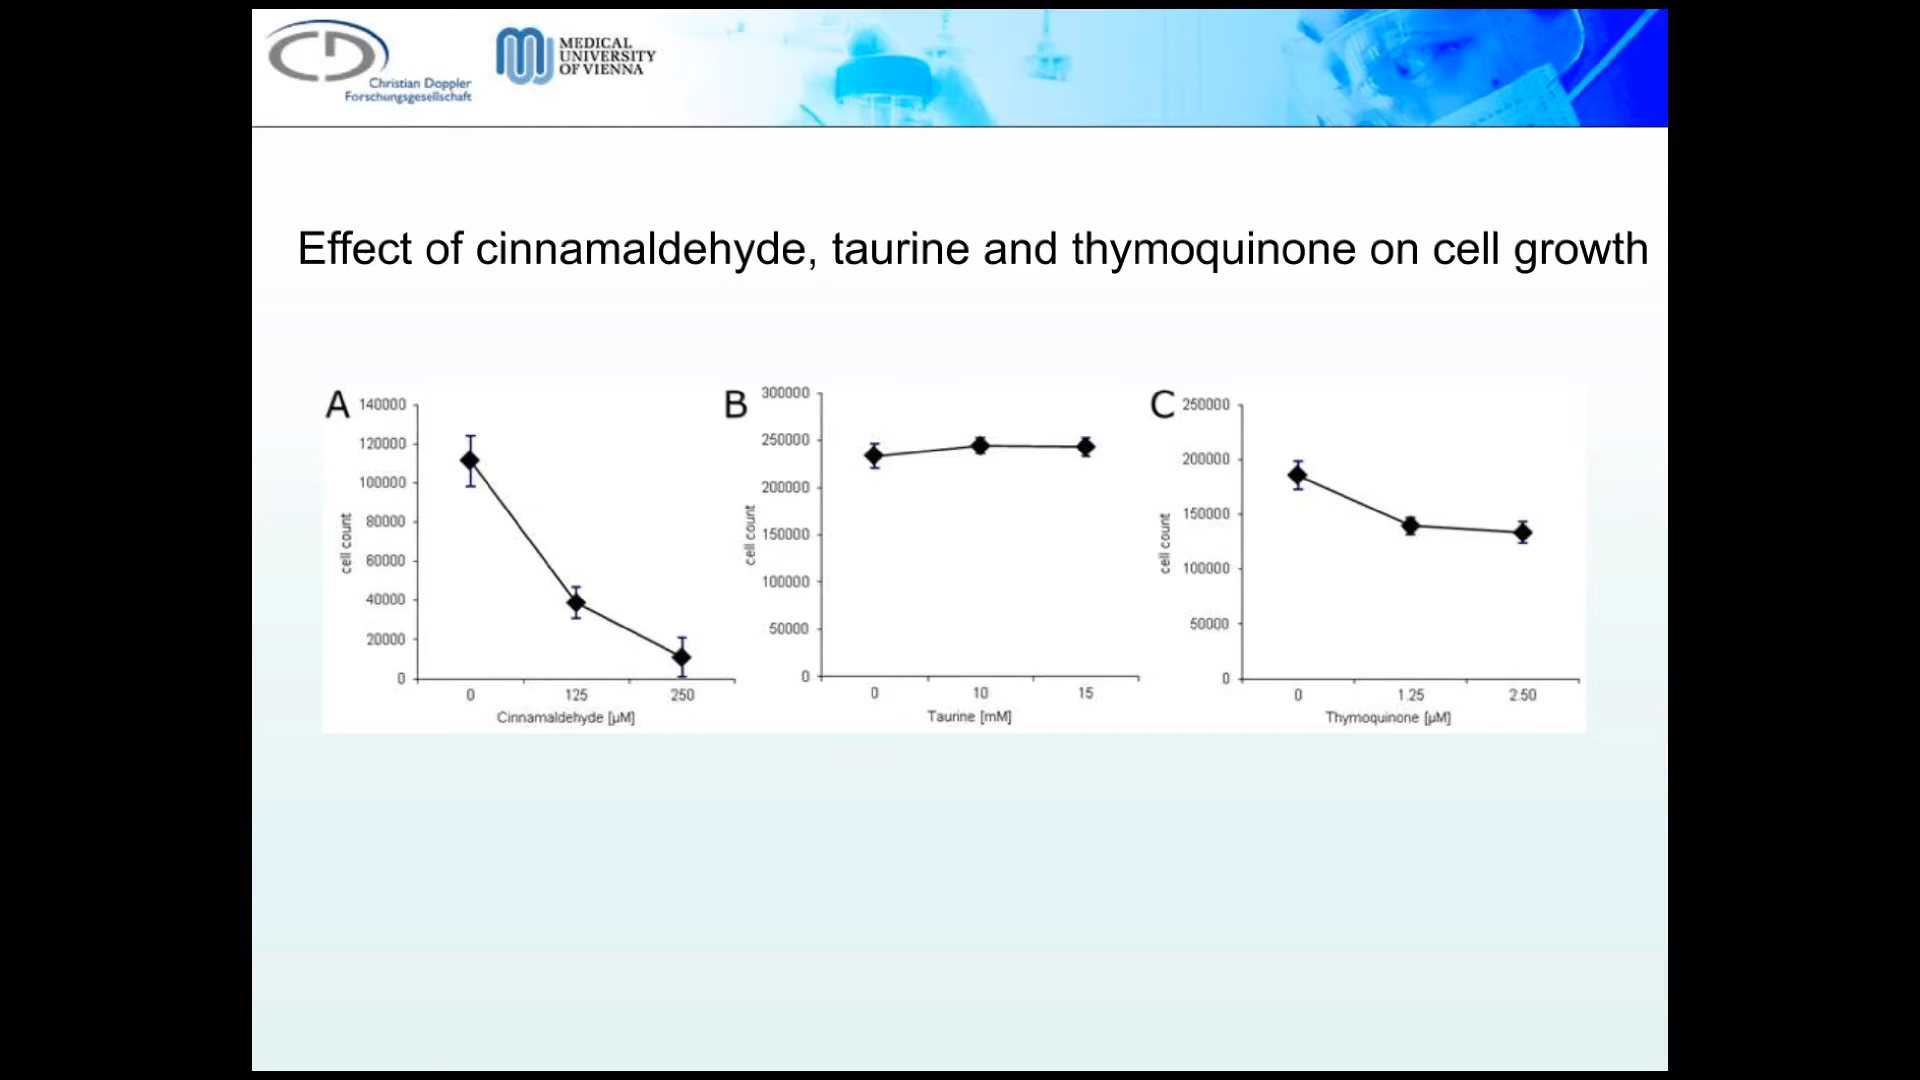 Christian Doppler
Forschungsgesellschaft
MEDICAL
UNIVERSITY
OF VIENNA
Effect of cinnamaldehyde, taurine and thymoquinone on cell growth
A
140000
120000
100000
80000
60000
40000
20000
0
cell count
0 125 250
Cinnamaldehyde [µM]
B
300000
250000
200000
150000
100000
50000
0
cell count
0 10 15
Taurine [mM]
C
250000
200000
150000
100000
50000
0
cell count
0 1.25 2.50
Thymoquinone [µM]